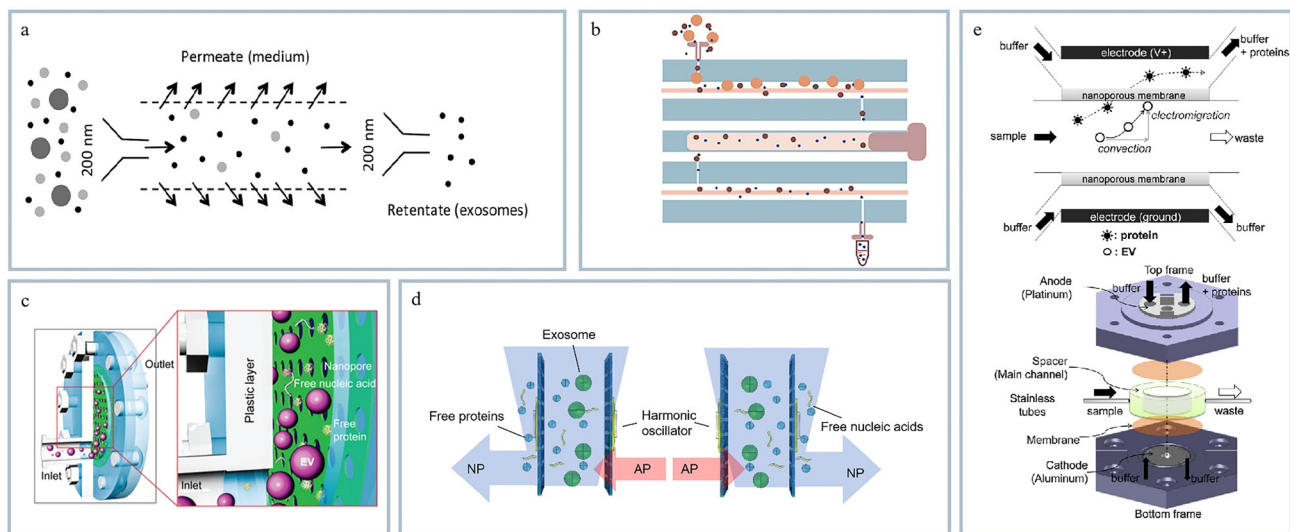 a
Permeate (medium)
200 nm
200 nm
Retentate (exosomes)
b
c
Outlet
Inlet
Plastic layer
Nanopore
Free nucleic acid
Free
protein
EV
Inlet
d
Exosome
Free proteins
Harmonic
oscillator
Free nucleic acids
NP
AP
AP
NP
e
buffer
electrode (V+)
buffer
+ proteins
nanoporous membrane
electromigration
sample
waste
convection
nanoporous membrane
buffer
electrode (ground)
buffer
: protein
: EV
Top frame
Anode
(Platinum)
buffer
buffer
+ proteins
Spacer
(Main channel)
Stainless
tubes
sample
waste
Membrane
Cathode
(Aluminum)
buffer
buffer
Bottom frame